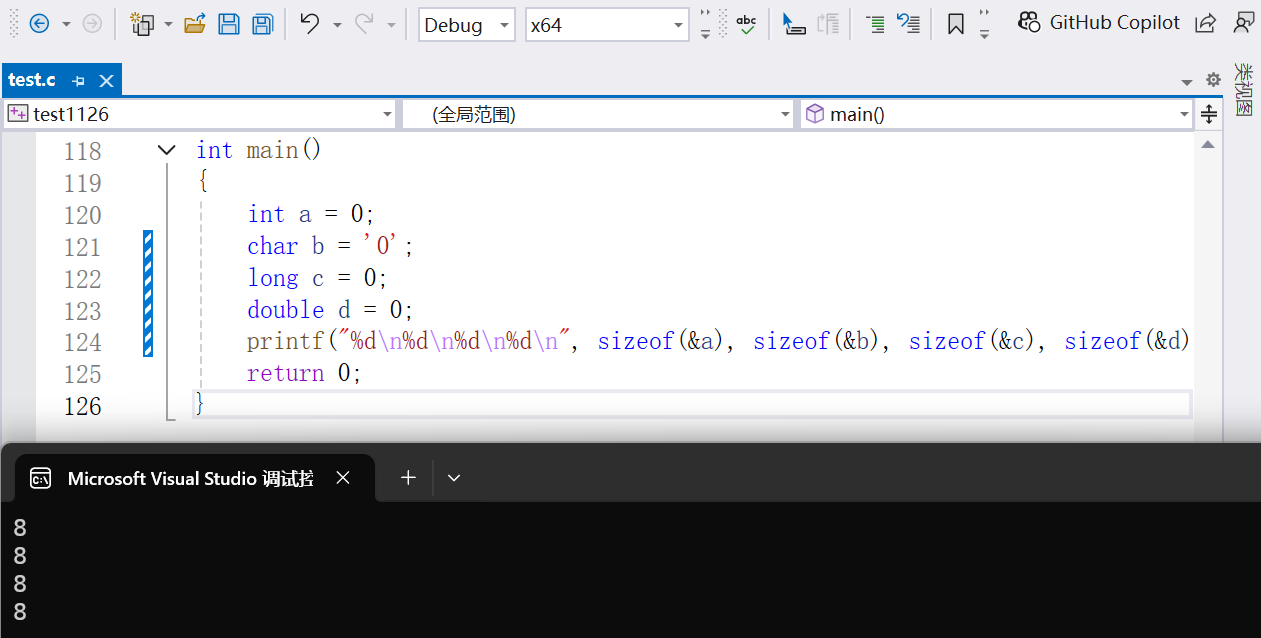 Debug x64 abc GitHub Copilot
test.c
类视图
test1126 (全局范围) main()
118 int main()
119 {
120 int a = 0;
121 char b = '0';
122 long c = 0;
123 double d = 0;
124 printf("%d\n%d\n%d\n%d\n", sizeof(&a), sizeof(&b), sizeof(&c), sizeof(&d)
125 return 0;
126 }
C:\ Microsoft Visual Studio 调试控
8
8
8
8